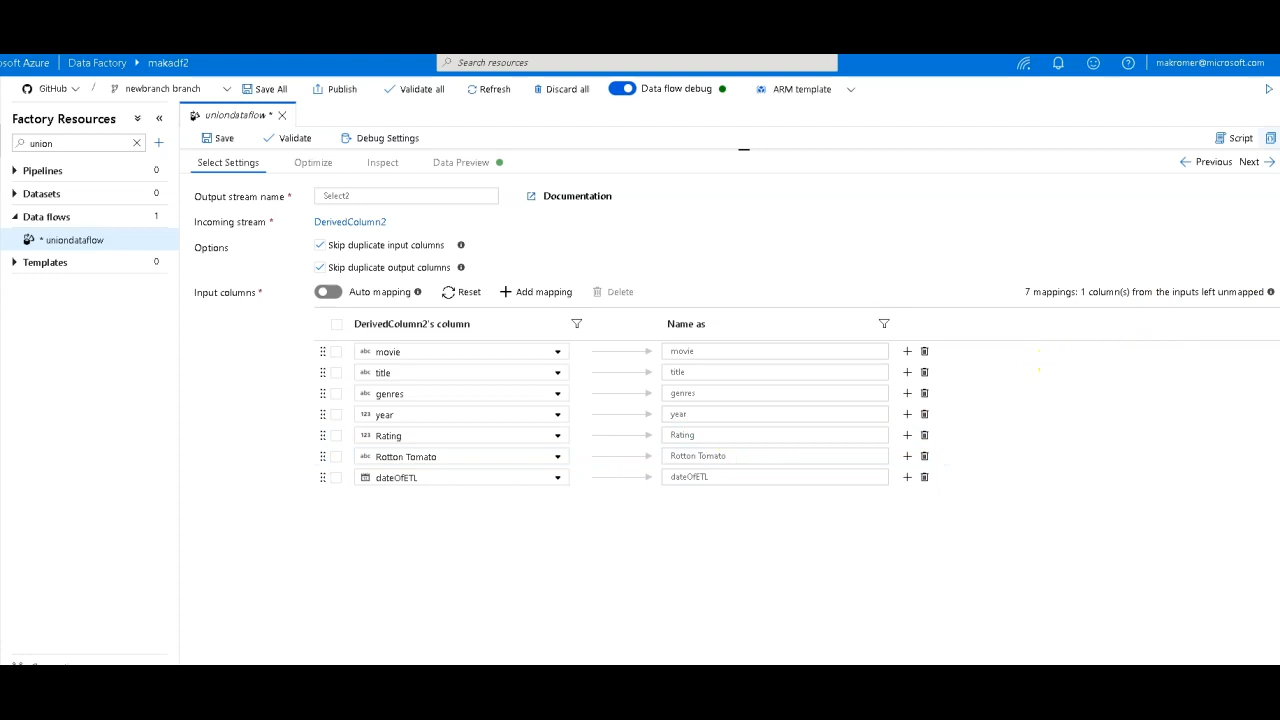 osoft Azure Data Factory makadf2 Search resources makromer@microsoft.com
GitHub / newbranch branch Save All Publish Validate all Refresh Discard all Data flow debug ARM template
Factory Resources
union
Pipelines 0
Datasets 0
Data flows 1
* uniondataflow
Templates 0
uniondataflow *
Save Validate Debug Settings Script
Select Settings Optimize Inspect Data Preview Previous Next
Output stream name * Select2 Documentation
Incoming stream * DerivedColumn2
Options Skip duplicate input columns
Skip duplicate output columns
Input columns * Auto mapping Reset Add mapping Delete 7 mappings: 1 column(s) from the inputs left unmapped
DerivedColumn2's column Name as
abc movie movie
abc title title
abc genres genres
123 year year
123 Rating Rating
abc Rotton Tomato Rotton Tomato
dateOfETL dateOfETL